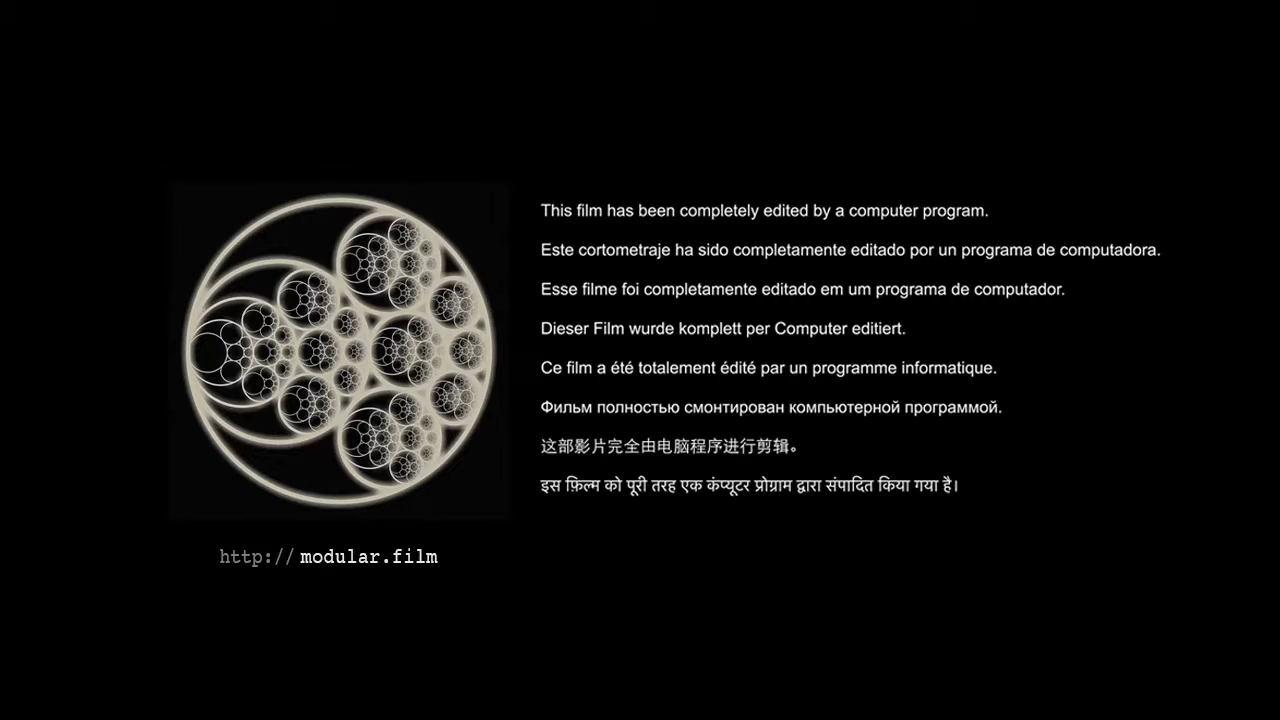 This film has been completely edited by a computer program.
Este cortometraje ha sido completamente editado por un programa de computadora.
Esse filme foi completamente editado em um programa de computador.
Dieser Film wurde komplett per Computer editiert.
Ce film a été totalement édité par un programme informatique.
Фильм полностью смонтирован компьютерной программой.
这部影片完全由电脑程序进行剪辑。
इस फ़िल्म को पूरी तरह एक कंप्यूटर प्रोग्राम द्वारा संपादित किया गया है।
http:// modular.film